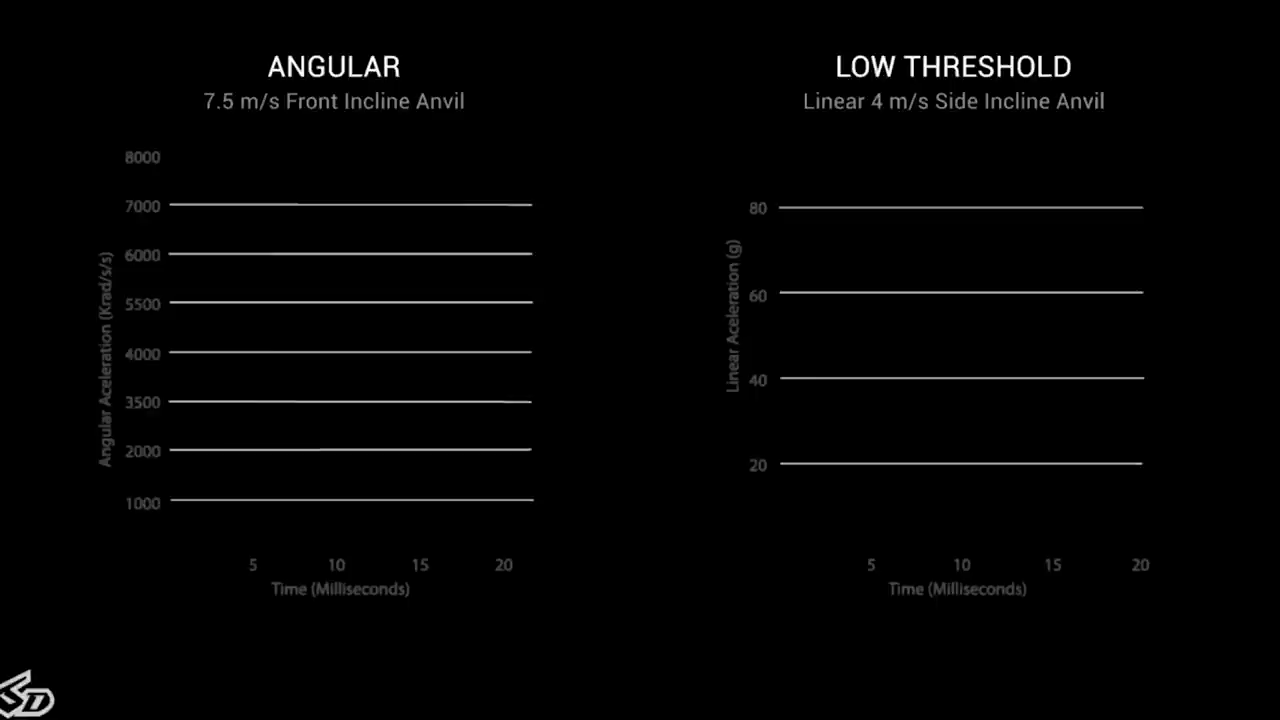 ANGULAR
7.5 m/s Front Incline Anvil
8000
7000
6000
5500
4000
3500
2000
1000
Angular Aceleration (Krad/s/s)
5 10 15 20
Time (Milliseconds)
LOW THRESHOLD
Linear 4 m/s Side Incline Anvil
80
60
40
20
Linear Aceleration (g)
5 10 15 20
Time (Milliseconds)
6D